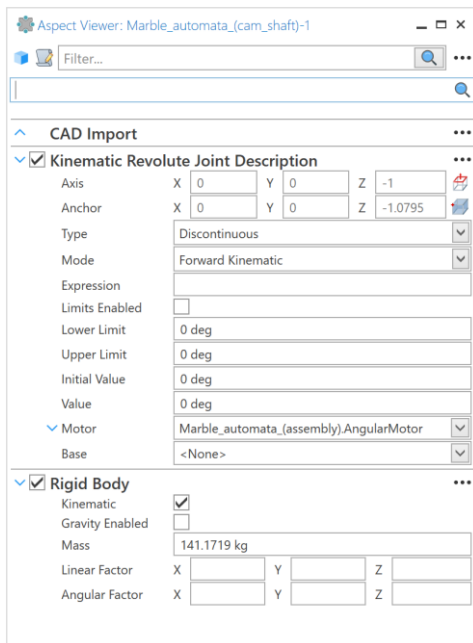 Aspect Viewer: Marble_automata_(cam_shaft)-1
Filter...
CAD Import
Kinematic Revolute Joint Description
Axis X 0 Y 0 Z -1
Anchor X 0 Y 0 Z -1.0795
Type Discontinuous
Mode Forward Kinematic
Expression
Limits Enabled
Lower Limit 0 deg
Upper Limit 0 deg
Initial Value 0 deg
Value 0 deg
Motor Marble_automata_(assembly).AngularMotor
Base <None>
Rigid Body
Kinematic
Gravity Enabled
Mass 141.1719 kg
Linear Factor X Y Z
Angular Factor X Y Z